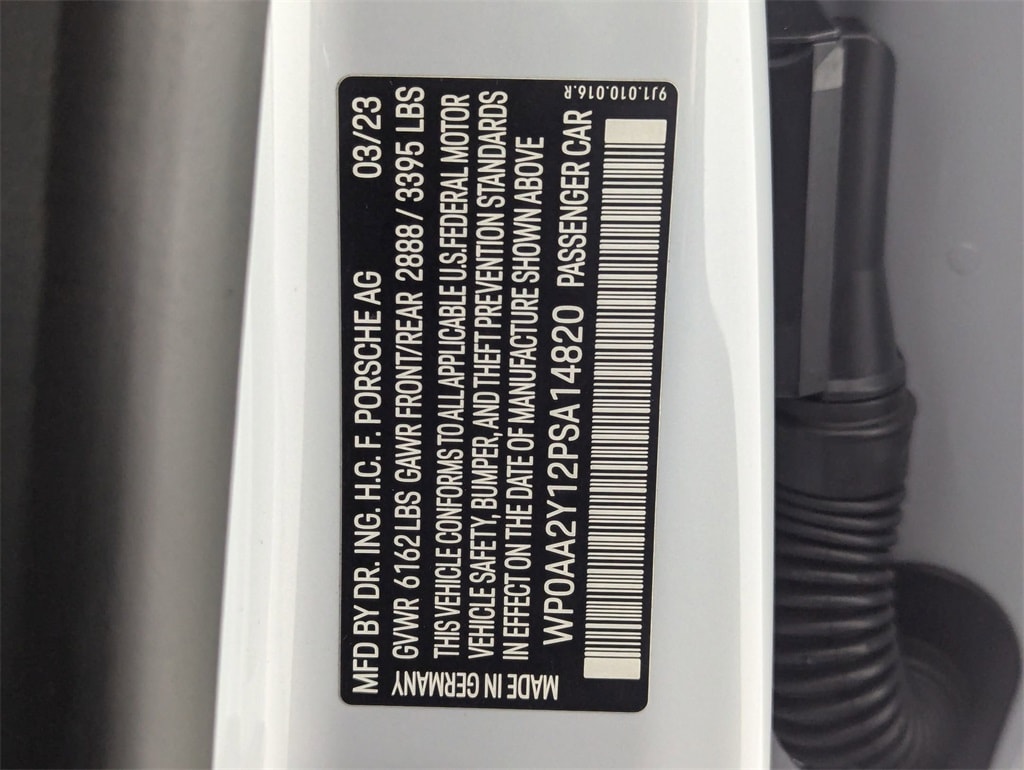 MFD BY DR. ING. H.C. F. PORSCHE AG 03/23
GVWR 6162 LBS GAWR FRONT/REAR 2888 / 3395 LBS
THIS VEHICLE CONFORMS TO ALL APPLICABLE U.S.FEDERAL MOTOR
VEHICLE SAFETY, BUMPER, AND THEFT PREVENTION STANDARDS
IN EFFECT ON THE DATE OF MANUFACTURE SHOWN ABOVE
WP0AA2Y12PSA14820 PASSENGER CAR
MADE IN GERMANY
9J1.010.016.R